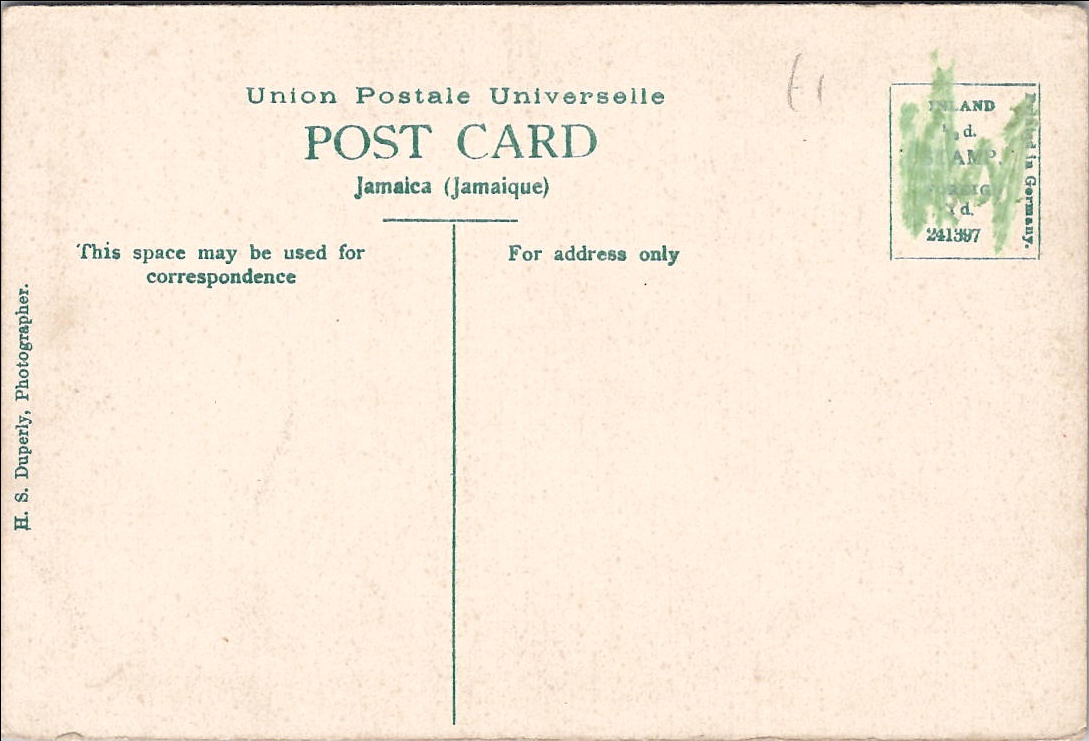 Union Postale Universelle
POST CARD
Jamaica (Jamaique)
This space may be used for
correspondence
For address only
INLAND
d.
STAMP.
FOREIGN
d.
241397
Printed in Germany.
H. S. Duperly, Photographer.